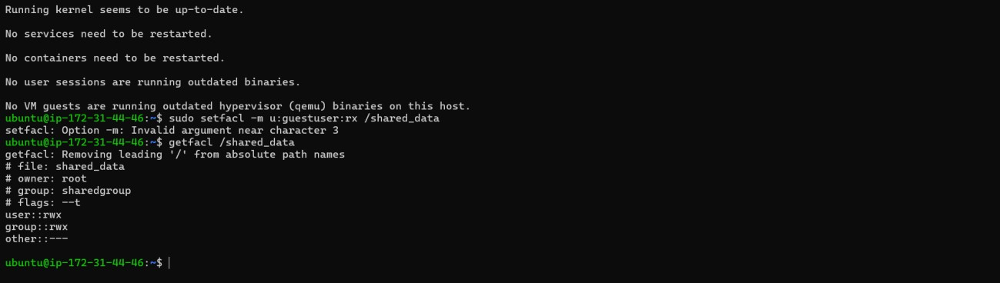 Running kernel seems to be up-to-date.
No services need to be restarted.
No containers need to be restarted.
No user sessions are running outdated binaries.
No VM guests are running outdated hypervisor (qemu) binaries on this host.
ubuntu@ip-172-31-44-46:~$ sudo setfacl -m u:guestuser:rx /shared_data
setfacl: Option -m: Invalid argument near character 3
ubuntu@ip-172-31-44-46:~$ getfacl /shared_data
getfacl: Removing leading '/' from absolute path names
# file: shared_data
# owner: root
# group: sharedgroup
# flags: --t
user::rwx
group::rwx
other::---
ubuntu@ip-172-31-44-46:~$